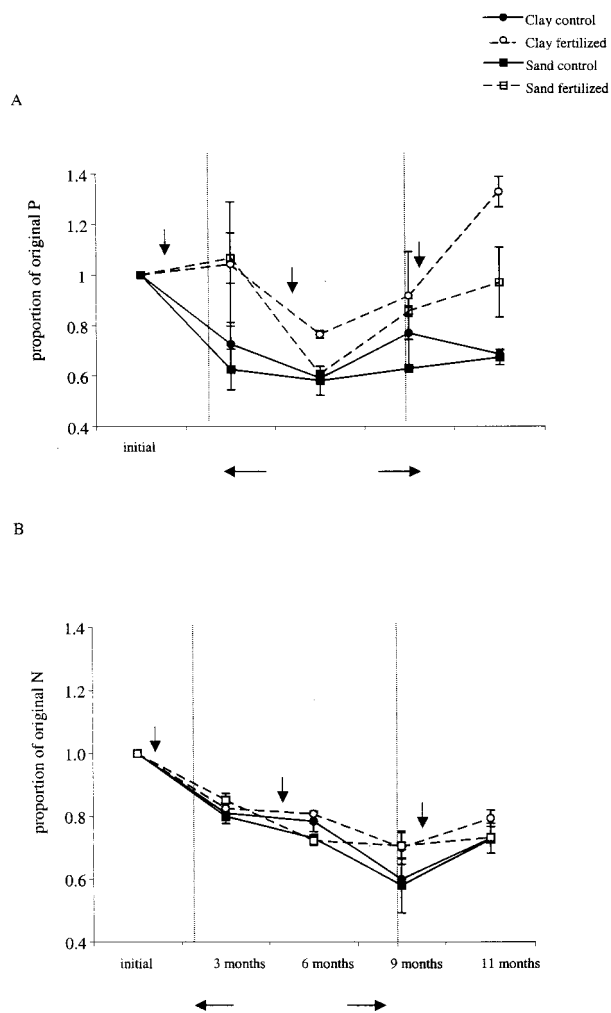 Clay control
Clay fertilized
Sand control
Sand fertilized
A
proportion of original P
1.4
1.2
1
0.8
0.6
0.4
initial
B
proportion of original N
1.4
1.2
1.0
0.8
0.6
0.4
initial 3 months 6 months 9 months 11 months